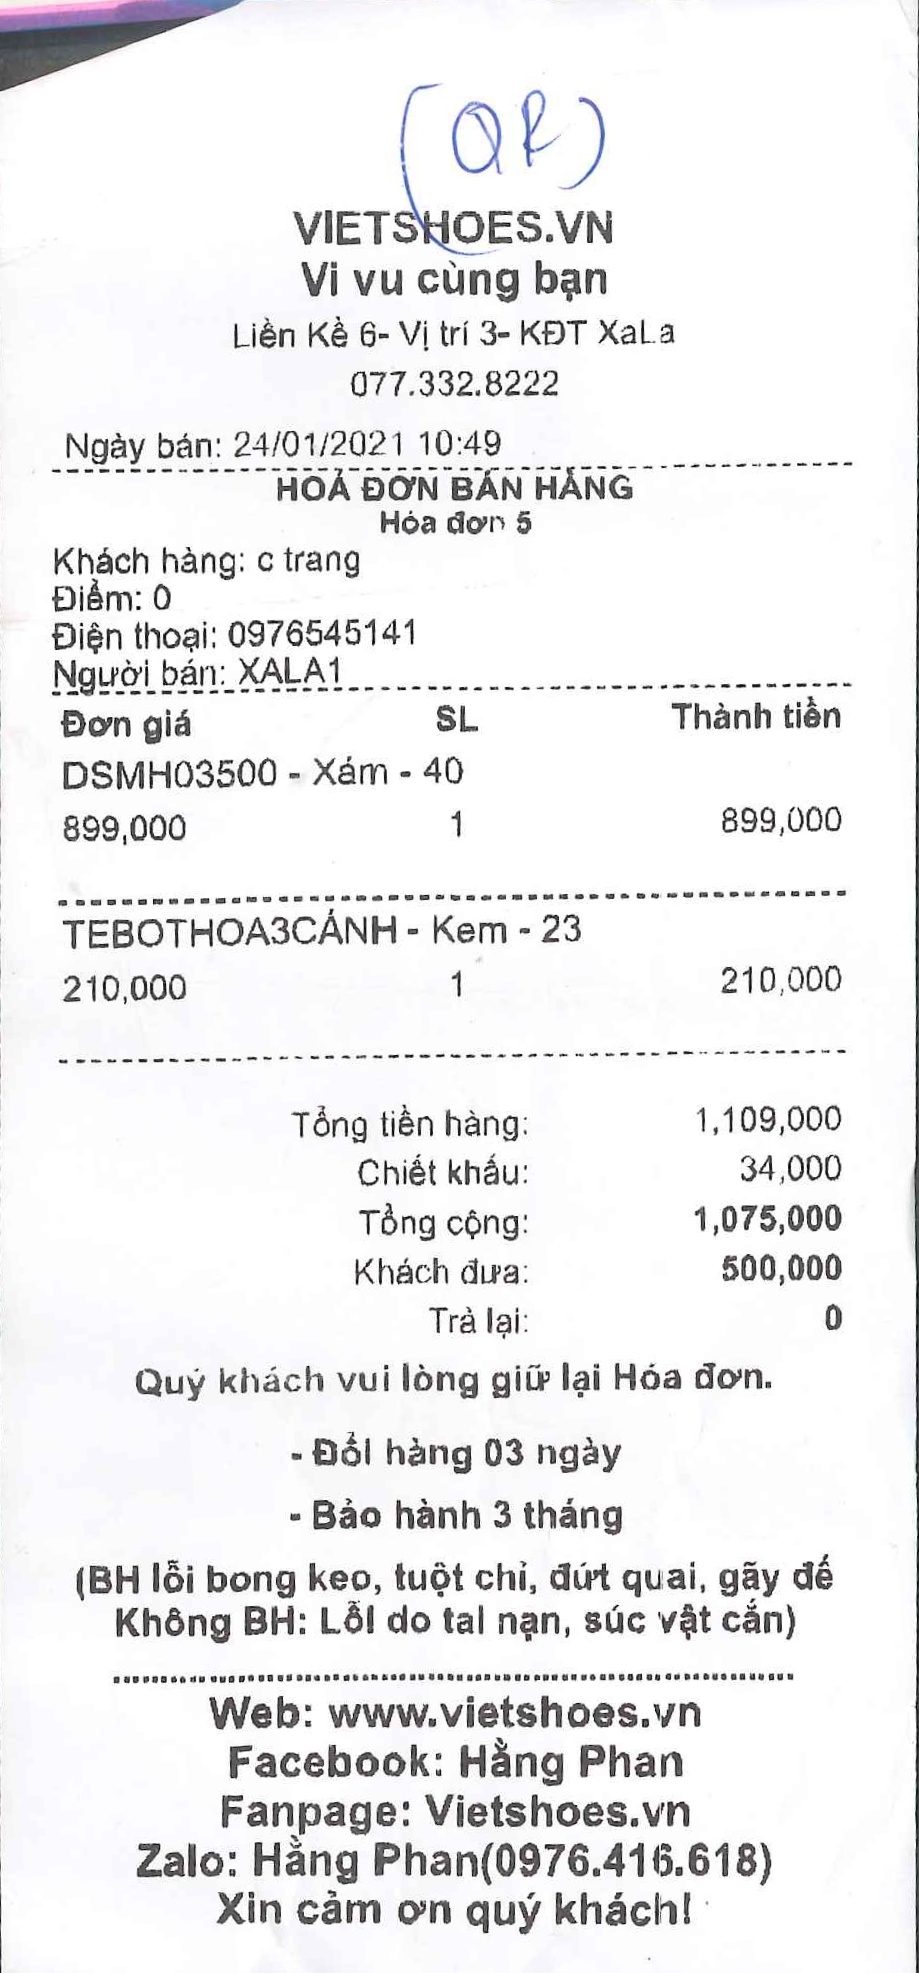 (QR)
VIETSHOES.VN
Vi vu cùng bạn
Liền Kề 6- Vị trí 3- KĐT XaLa
077.332.8222
Ngày bán: 24/01/2021 10:49
HOÁ ĐƠN BÁN HÀNG
Hóa đơn 5
Khách hàng: c trang
Điểm: 0
Điện thoại: 0976545141
Người bán: XALA1
Đơn giá SL Thành tiền
DSMH03500 - Xám - 40
899,000 1 899,000
TEBOTHOA3CÁNH - Kem - 23
210,000 1 210,000
Tổng tiền hàng: 1,109,000
Chiết khấu: 34,000
Tổng cộng: 1,075,000
Khách đưa: 500,000
Trả lại: 0
Quý khách vui lòng giữ lại Hóa đơn.
- Đổi hàng 03 ngày
- Bảo hành 3 tháng
(BH lỗi bong keo, tuột chỉ, đứt quai, gãy đế
Không BH: Lỗi do tai nạn, súc vật cắn)
Web: www.vietshoes.vn
Facebook: Hằng Phan
Fanpage: Vietshoes.vn
Zalo: Hằng Phan(0976.416.618)
Xin cảm ơn quý khách!